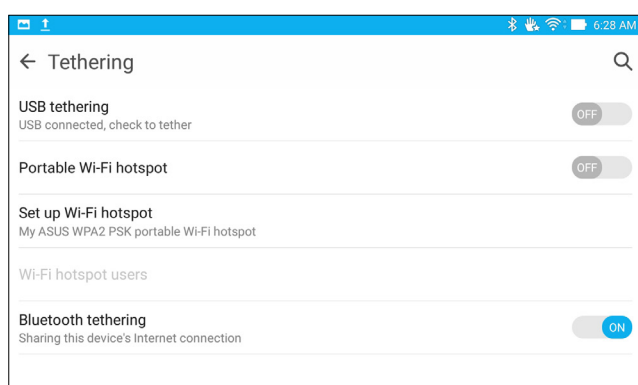 6:28 AM
Tethering
USB tethering
USB connected, check to tether
OFF
Portable Wi-Fi hotspot
OFF
Set up Wi-Fi hotspot
My ASUS WPA2 PSK portable Wi-Fi hotspot
Wi-Fi hotspot users
Bluetooth tethering
Sharing this device's Internet connection
ON